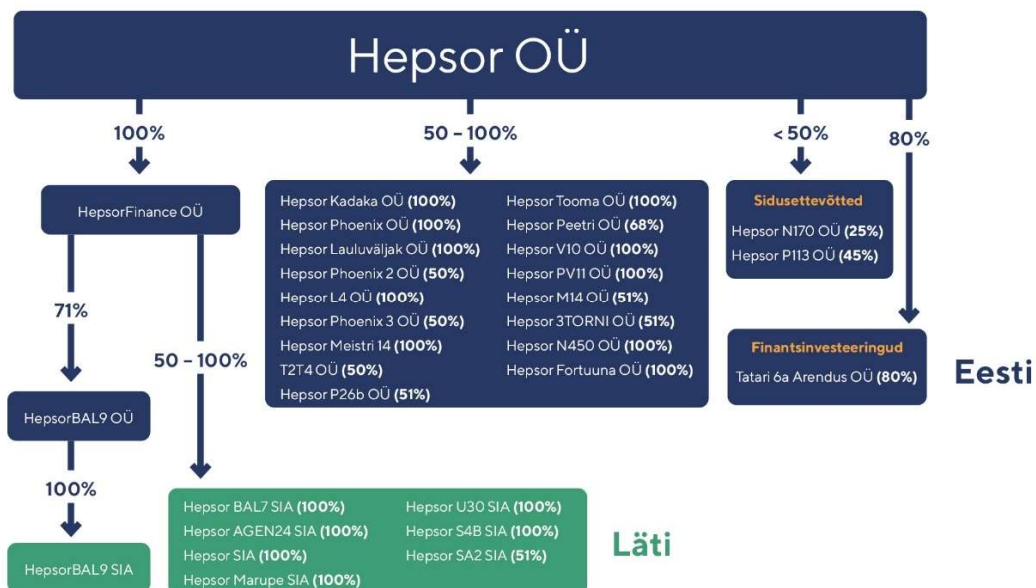 Hepsor OÜ
100%
50 – 100%
< 50%
80%
HepsorFinance OÜ
71%
50 – 100%
HepsorBAL9 OÜ
100%
HepsorBAL9 SIA
Hepsor Kadaka OÜ (100%)
Hepsor Phoenix OÜ (100%)
Hepsor Lauluväljak OÜ (100%)
Hepsor Phoenix 2 OÜ (50%)
Hepsor L4 OÜ (100%)
Hepsor Phoenix 3 OÜ (50%)
Hepsor Meistri 14 (100%)
T2T4 OÜ (50%)
Hepsor P26b OÜ (51%)
Hepsor Tooma OÜ (100%)
Hepsor Peetri OÜ (68%)
Hepsor V10 OÜ (100%)
Hepsor PV11 OÜ (100%)
Hepsor M14 OÜ (51%)
Hepsor 3TORNI OÜ (51%)
Hepsor N450 OÜ (100%)
Hepsor Fortuuna OÜ (100%)
Sidusettevõtted
Hepsor N170 OÜ (25%)
Hepsor P113 OÜ (45%)
Finantsinvesteeringud
Tatari 6a Arendus OÜ (80%)
Eesti
Hepsor BAL7 SIA (100%)
Hepsor AGEN24 SIA (100%)
Hepsor SIA (100%)
Hepsor Marupe SIA (100%)
Hepsor U30 SIA (100%)
Hepsor S4B SIA (100%)
Hepsor SA2 SIA (51%)
Läti